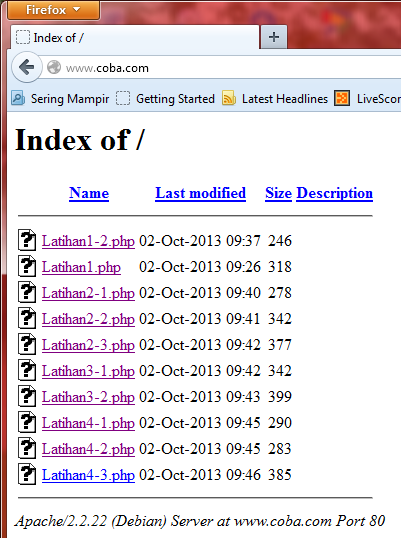 Firefox
Index of /
www.coba.com
Sering Mampir Getting Started Latest Headlines LiveScor
Index of /
Name Last modified Size Description
Latihan1-2.php 02-Oct-2013 09:37 246
Latihan1.php 02-Oct-2013 09:26 318
Latihan2-1.php 02-Oct-2013 09:40 278
Latihan2-2.php 02-Oct-2013 09:41 342
Latihan2-3.php 02-Oct-2013 09:42 377
Latihan3-1.php 02-Oct-2013 09:42 342
Latihan3-2.php 02-Oct-2013 09:43 399
Latihan4-1.php 02-Oct-2013 09:45 290
Latihan4-2.php 02-Oct-2013 09:45 283
Latihan4-3.php 02-Oct-2013 09:46 385
Apache/2.2.22 (Debian) Server at www.coba.com Port 80